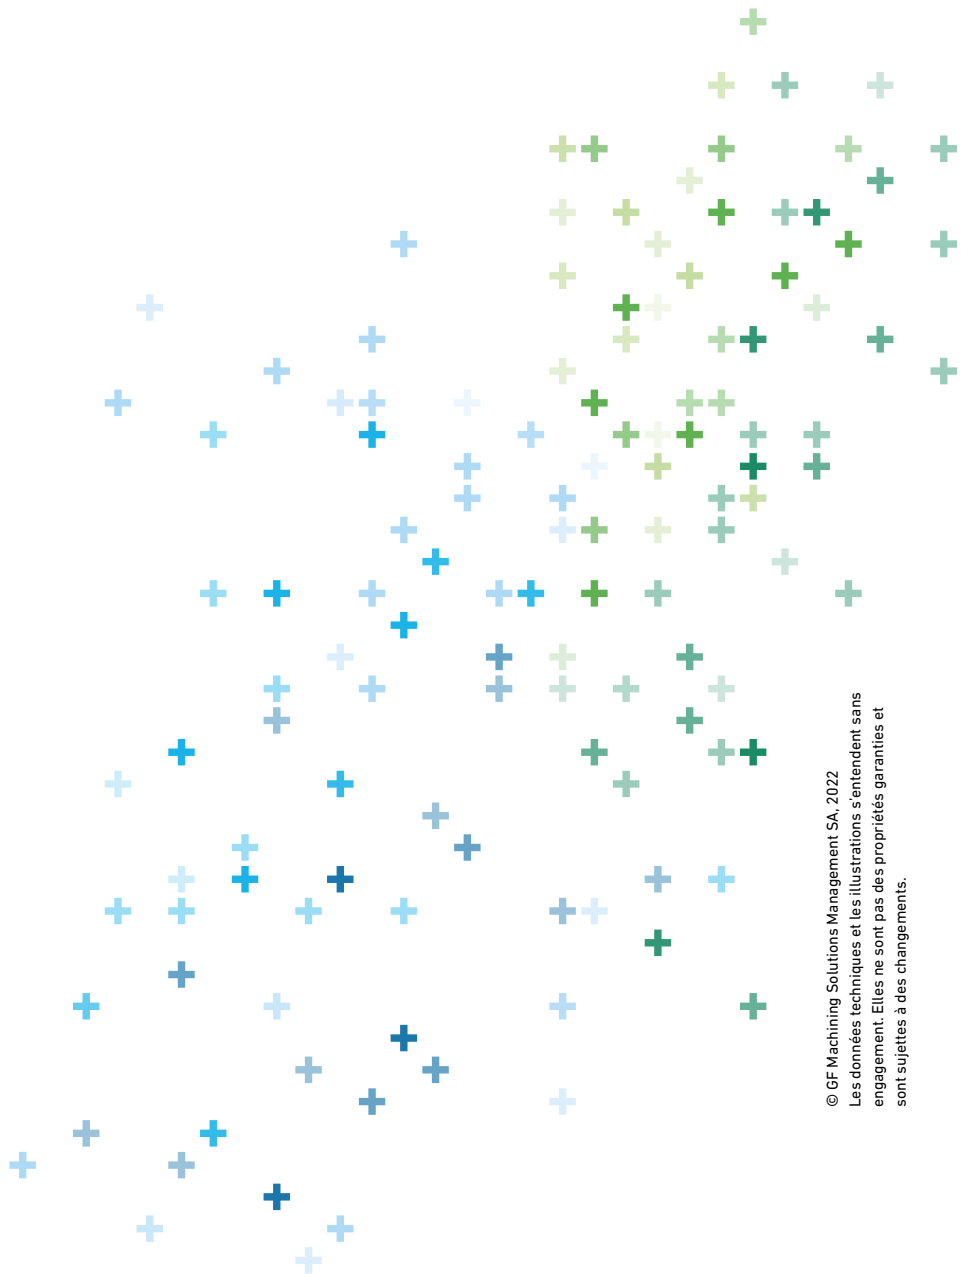 © GF Machining Solutions Management SA, 2022
Les données techniques et les illustrations s'entendent sans
engagement. Elles ne sont pas des propriétés garanties et
sont sujettes à des changements.